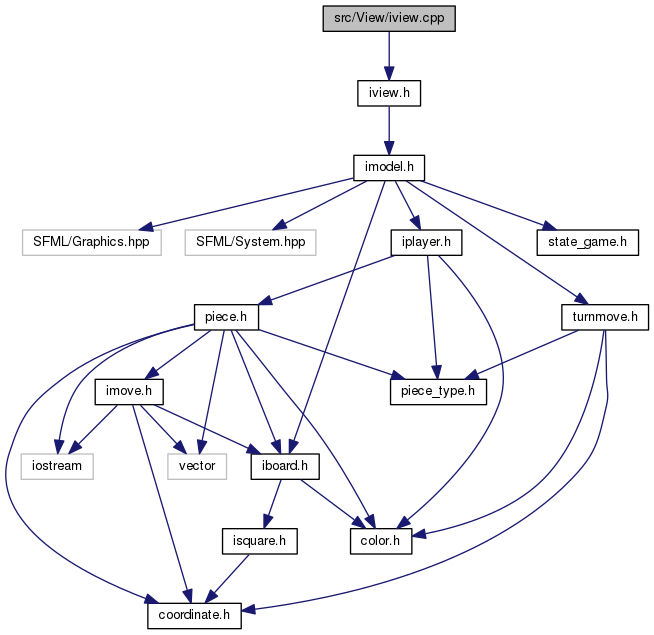 src/View/iview.cpp
iview.h
imodel.h
SFML/Graphics.hpp
SFML/System.hpp
iplayer.h
state_game.h
piece.h
turnmove.h
imove.h
piece_type.h
iostream
vector
iboard.h
isquare.h
color.h
coordinate.h